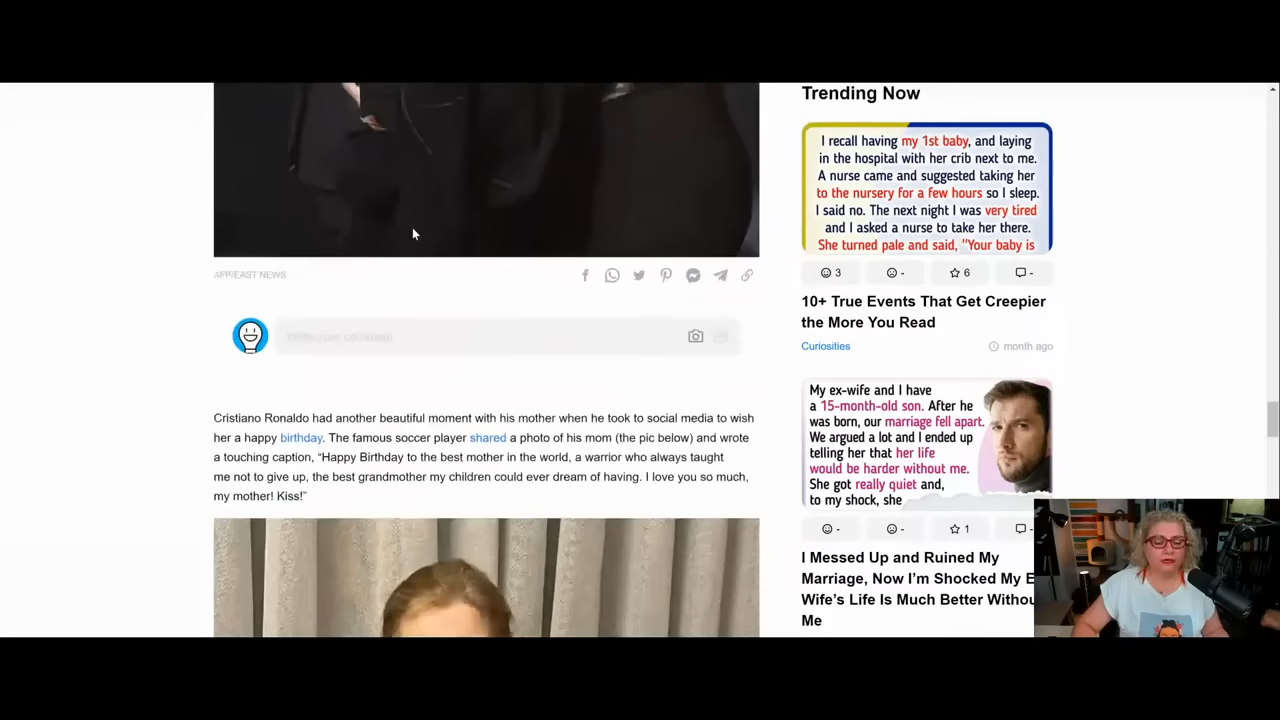 AFP/EAST NEWS
Write your comment
Cristiano Ronaldo had another beautiful moment with his mother when he took to social media to wish
her a happy birthday. The famous soccer player shared a photo of his mom (the pic below) and wrote
a touching caption, “Happy Birthday to the best mother in the world, a warrior who always taught
me not to give up, the best grandmother my children could ever dream of having. I love you so much,
my mother! Kiss!”
Trending Now
I recall having my 1st baby, and laying
in the hospital with her crib next to me.
A nurse came and suggested taking her
to the nursery for a few hours so I sleep.
I said no. The next night I was very tired
and I asked a nurse to take her there.
She turned pale and said, "Your baby is
3 - 6 -
10+ True Events That Get Creepier
the More You Read
Curiosities month ago
My ex-wife and I have
a 15-month-old son. After he
was born, our marriage fell apart.
We argued a lot and I ended up
telling her that her life
would be harder without me.
She got really quiet and,
to my shock, she
- - 1 -
I Messed Up and Ruined My
Marriage, Now I’m Shocked My E
Wife’s Life Is Much Better Withou
Me